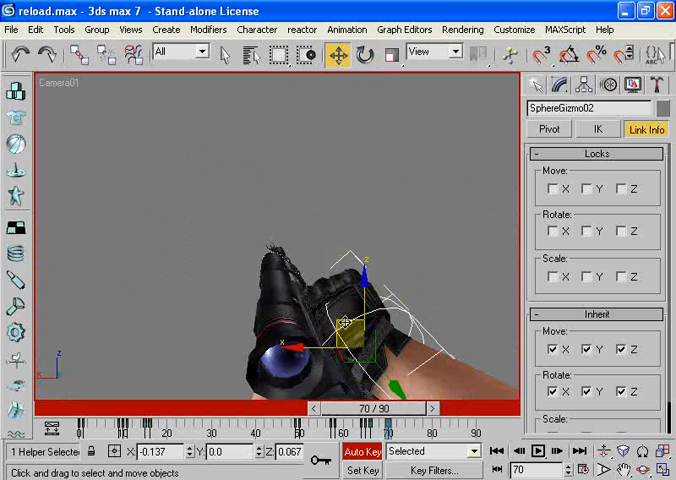 reload.max - 3ds max 7 - Stand-alone License
File Edit Tools Group Views Create Modifiers Character reactor Animation Graph Editors Rendering Customize MAXScript Help
All View ABC
Camera01
SphereGizmo02
Pivot IK Link Info
- Locks
Move:
X Y Z
Rotate:
X Y Z
Scale:
X Y Z
- Inherit
Move:
X Y Z
Rotate:
X Y Z
Scale:
z
x
z
x
< 70 / 90 >
0 10 20 30 40 50 60 70 80 90
1 Helper Selecte X: -0.137 Y: 0.0 Z: 0.067 Auto Key Selected
Click and drag to select and move objects Set Key Key Filters... 70